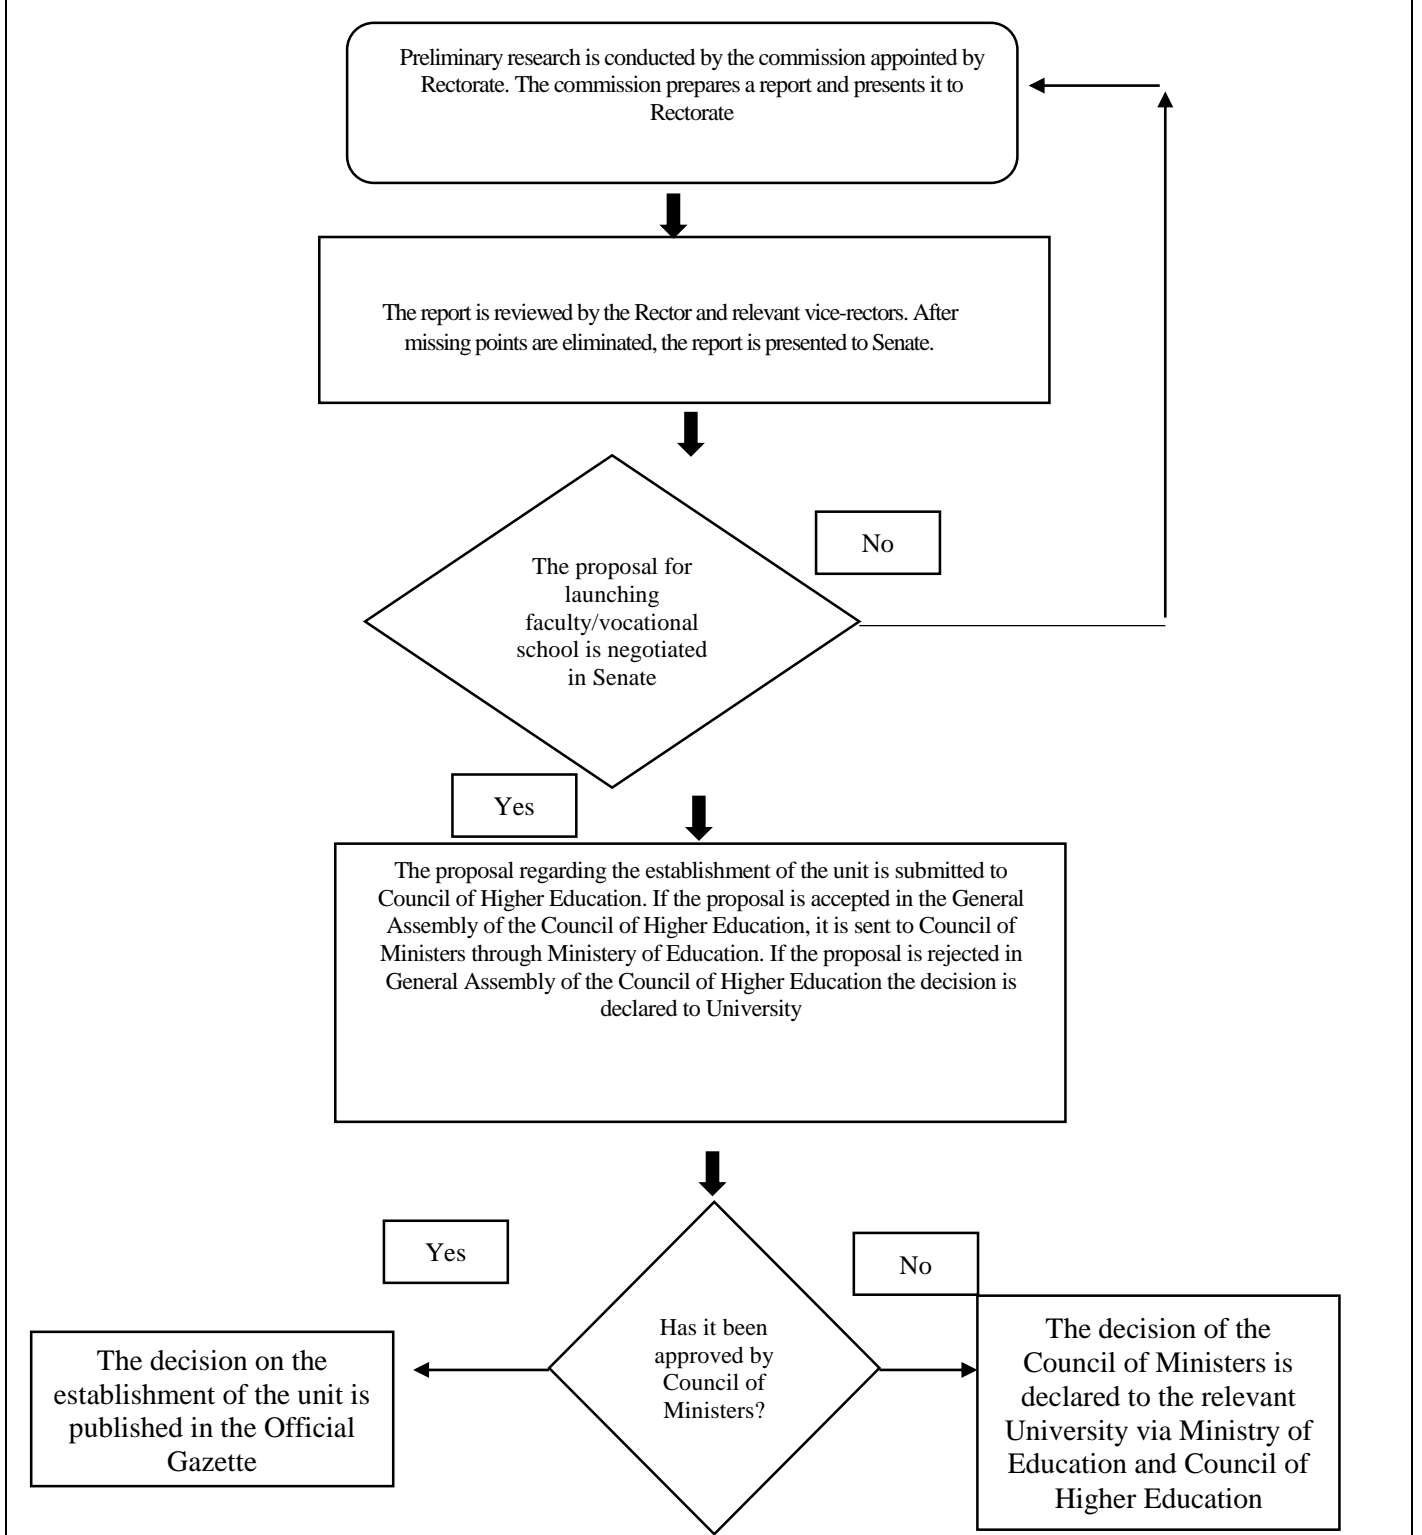 Preliminary research is conducted by the commission appointed by
Rectorate. The commission prepares a report and presents it to
Rectorate
The report is reviewed by the Rector and relevant vice-rectors. After
missing points are eliminated, the report is presented to Senate.
No
The proposal for
launching
faculty/vocational
school is negotiated
in Senate
Yes
The proposal regarding the establishment of the unit is submitted to
Council of Higher Education. If the proposal is accepted in the General
Assembly of the Council of Higher Education, it is sent to Council of
Ministers through Ministery of Education. If the proposal is rejected in
General Assembly of the Council of Higher Education the decision is
declared to University
Yes
No
Has it been
approved by
Council of
Ministers?
The decision on the
establishment of the unit is
published in the Official
Gazette
The decision of the
Council of Ministers is
declared to the relevant
University via Ministry of
Education and Council of
Higher Education